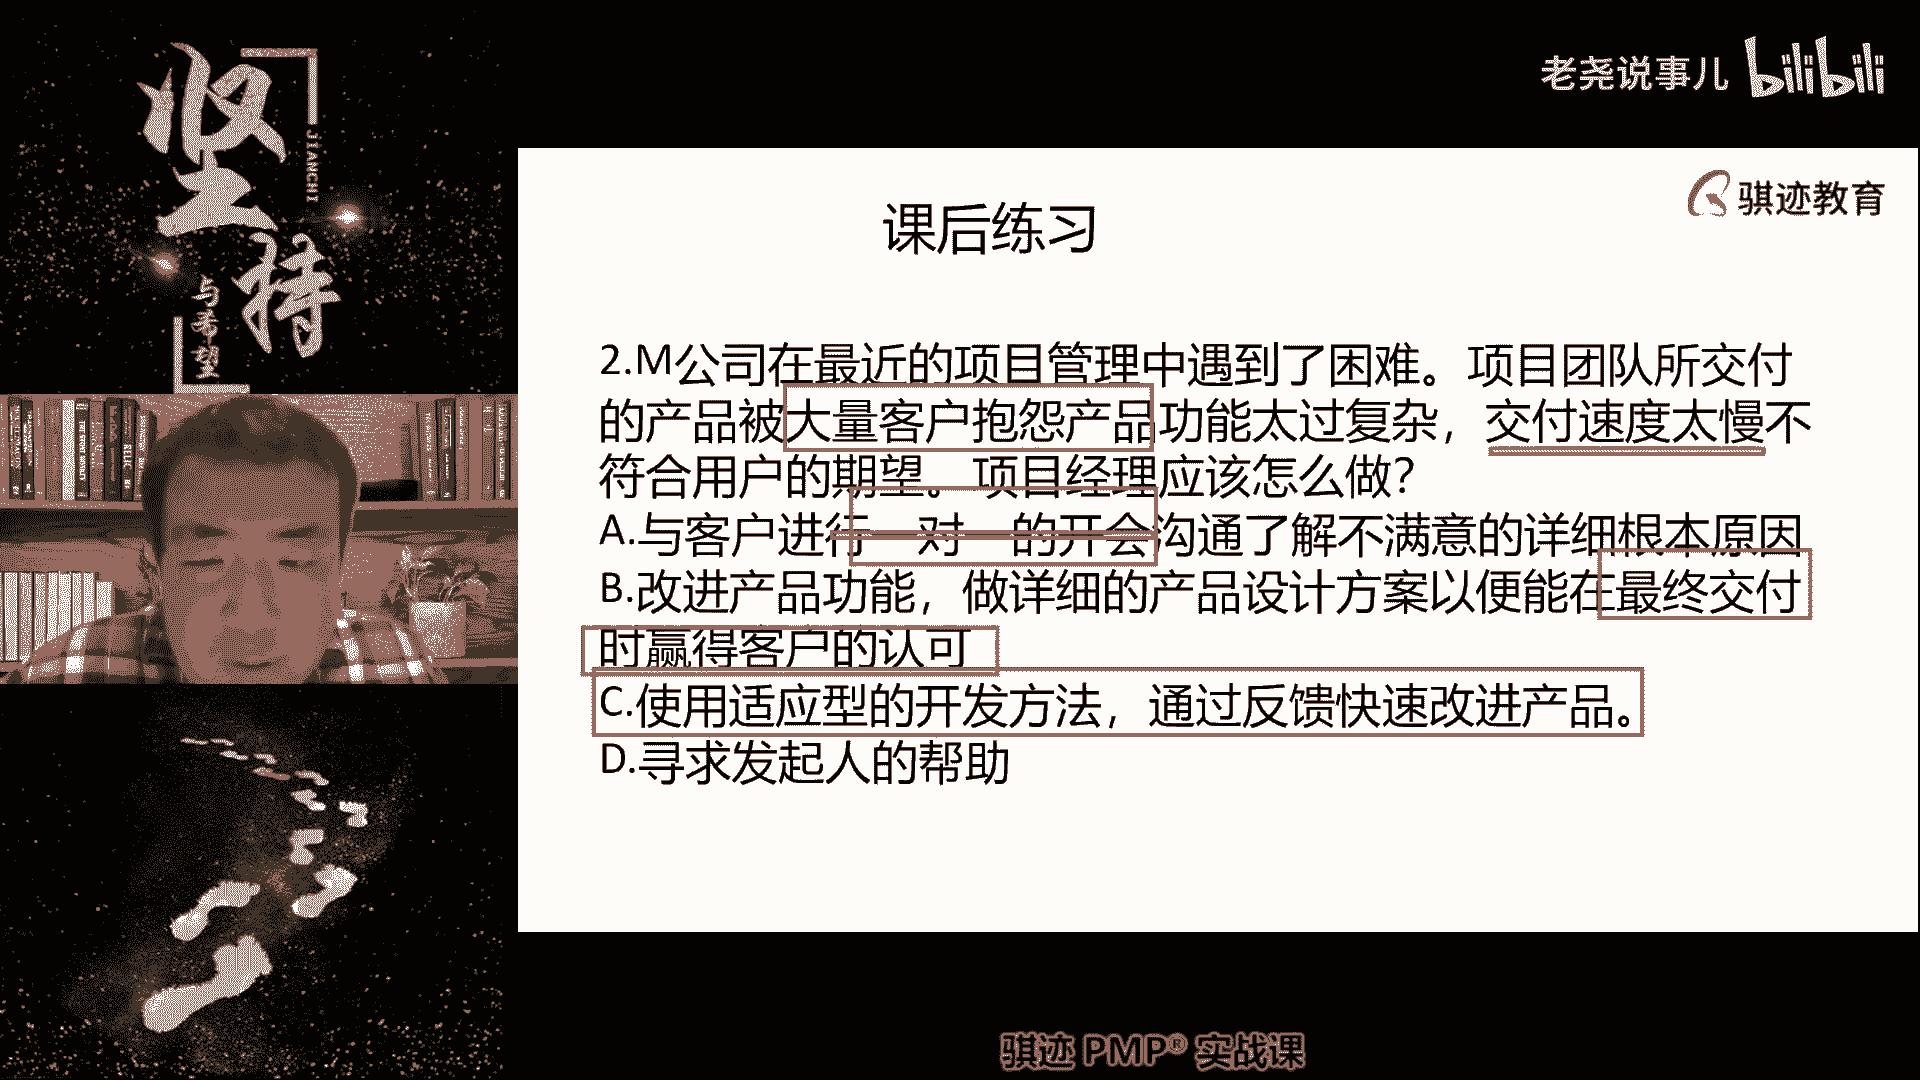 坚持
JIANCHI
与希望
老尧说事儿 bilibili
骐迹教育
课后练习
2.M公司在最近的项目管理中遇到了困难。项目团队所交付
的产品被大量客户抱怨产品功能太过复杂，交付速度太慢不
符合用户的期望。项目经理应该怎么做？
A.与客户进行一对一的开会沟通了解不满意的详细根本原因
B.改进产品功能，做详细的产品设计方案以便能在最终交付
时赢得客户的认可
C.使用适应型的开发方法，通过反馈快速改进产品。
D.寻求发起人的帮助
骐迹 PMP® 实战课